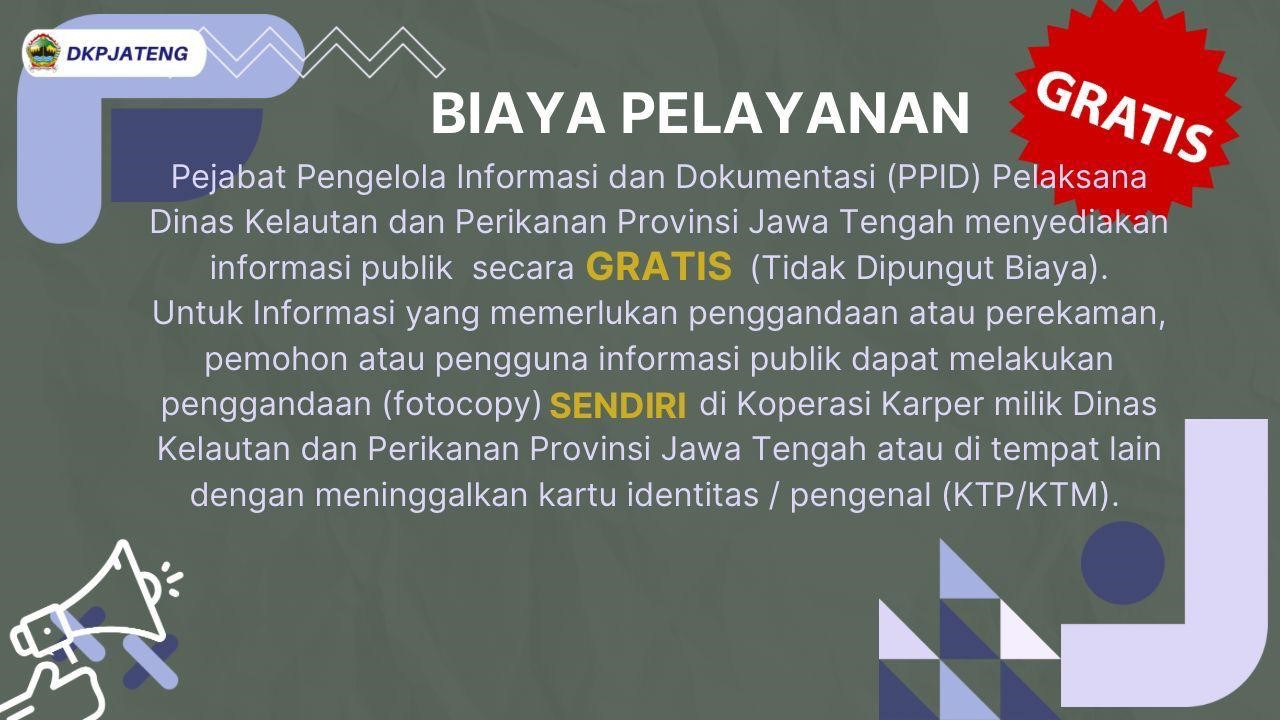 DKPJATENG
GRATIS
BIAYA PELAYANAN
Pejabat Pengelola Informasi dan Dokumentasi (PPID) Pelaksana
Dinas Kelautan dan Perikanan Provinsi Jawa Tengah menyediakan
informasi publik secara GRATIS (Tidak Dipungut Biaya).
Untuk Informasi yang memerlukan penggandaan atau perekaman,
pemohon atau pengguna informasi publik dapat melakukan
penggandaan (fotocopy) SENDIRI di Koperasi Karper milik Dinas
Kelautan dan Perikanan Provinsi Jawa Tengah atau di tempat lain
dengan meninggalkan kartu identitas / pengenal (KTP/KTM).